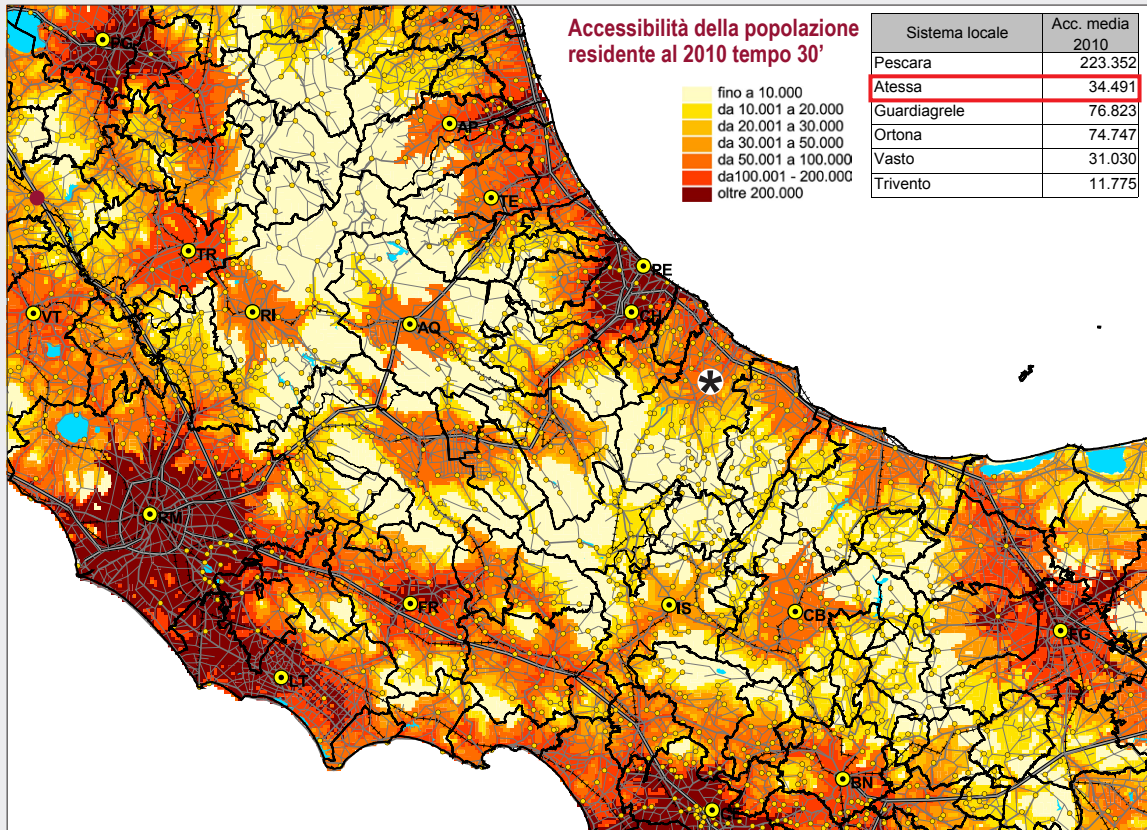 Accessibilità della popolazione
residente al 2010 tempo 30’
fino a 10.000
da 10.001 a 20.000
da 20.001 a 30.000
da 30.001 a 50.000
da 50.001 a 100.000
da100.001 - 200.000
oltre 200.000
Sistema locale Acc. media 2010
Pescara 223.352
Atessa 34.491
Guardiagrele 76.823
Ortona 74.747
Vasto 31.030
Trivento 11.775
PG
AP
TE
TR
PE
VT
RI
AQ
CH
*
RM
FR
IS
CB
FG
LT
BN